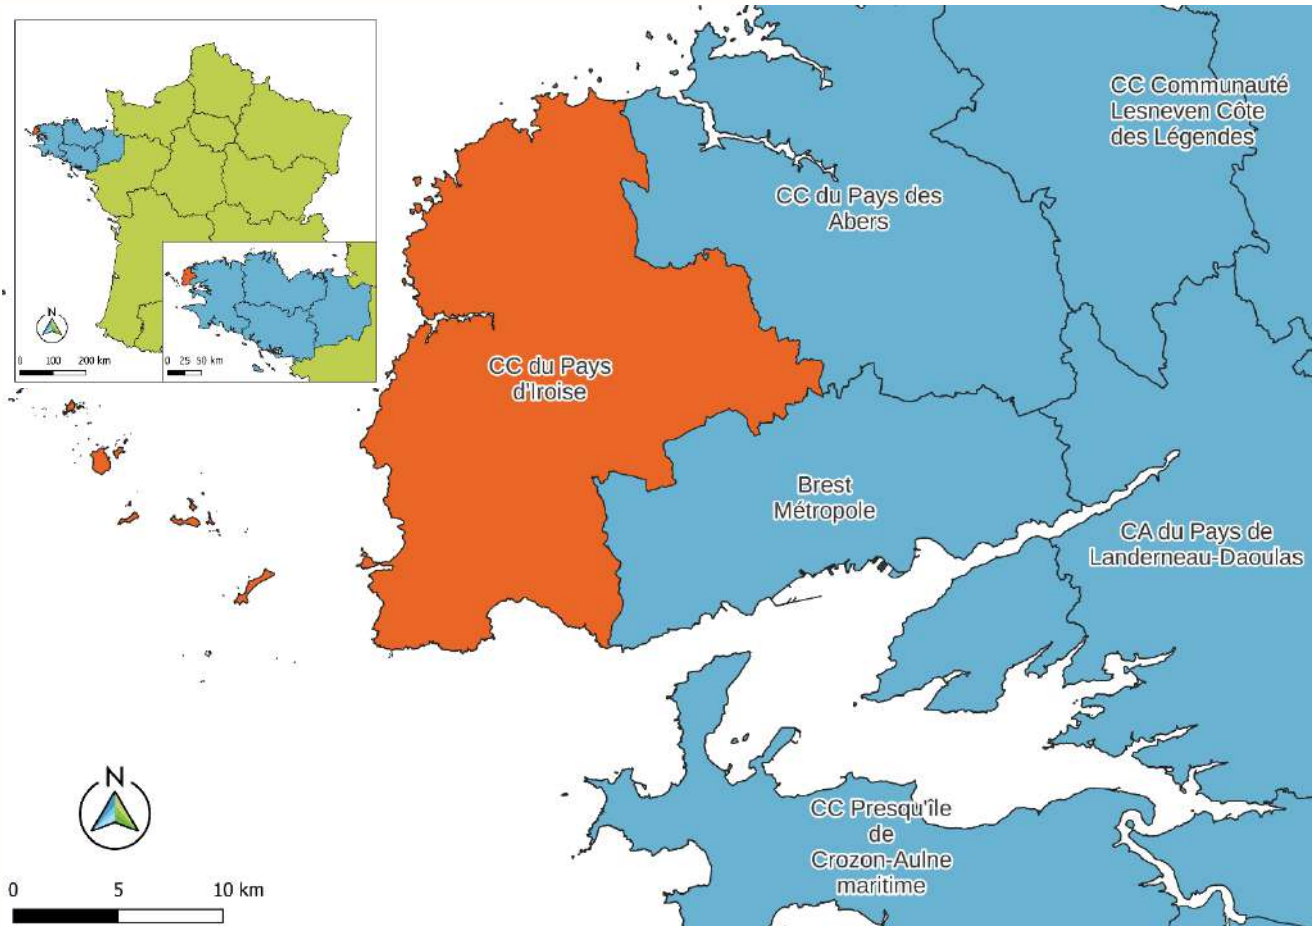 N
0 100 200 km
0 25 50 km
CC Communauté
Lesneven Côte
des Légendes
CC du Pays des
Abers
CC du Pays
d'Iroise
Brest
Métropole
CA du Pays de
Landerneau-Daoulas
CC Presqu'île
de
Crozon-Aulne
maritime
N
0 5 10 km